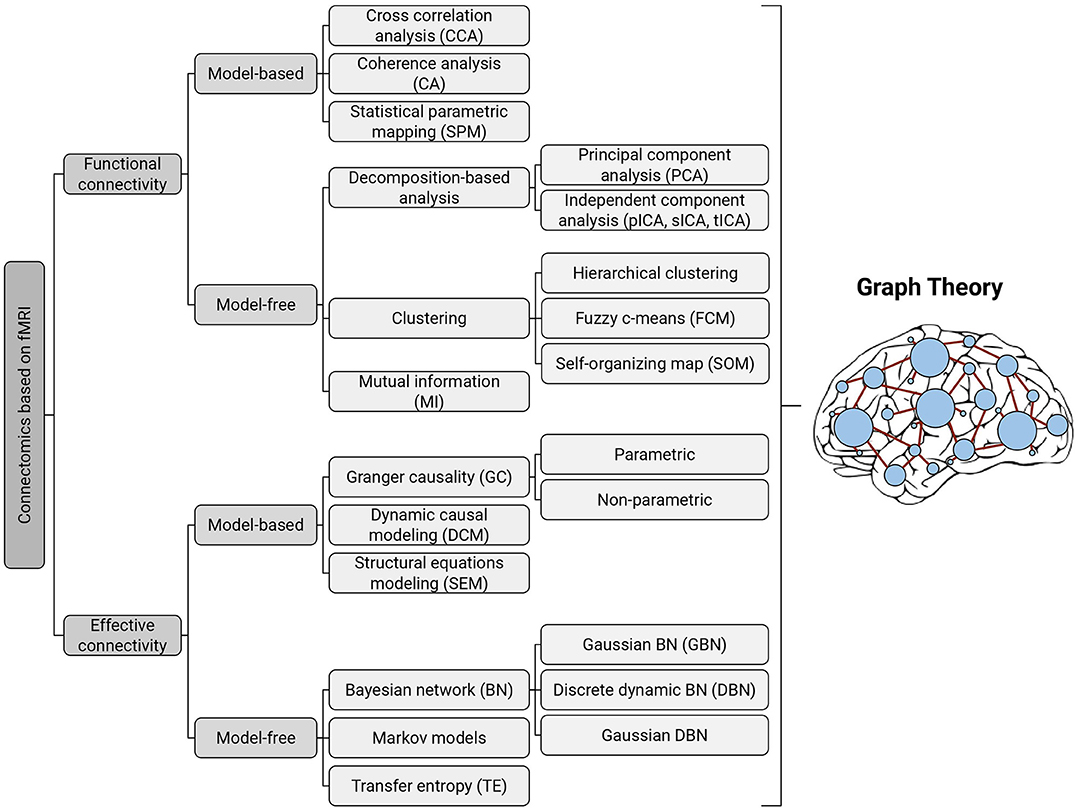 Connectomics based on fMRI
Functional
connectivity
Model-based
Cross correlation
analysis (CCA)
Coherence analysis
(CA)
Statistical parametric
mapping (SPM)
Model-free
Decomposition-based
analysis
Principal component
analysis (PCA)
Independent component
analysis (pICA, sICA, tICA)
Clustering
Hierarchical clustering
Fuzzy c-means (FCM)
Self-organizing map (SOM)
Mutual information
(MI)
Effective
connectivity
Model-based
Granger causality (GC)
Parametric
Non-parametric
Dynamic causal
modeling (DCM)
Structural equations
modeling (SEM)
Model-free
Bayesian network (BN)
Gaussian BN (GBN)
Discrete dynamic BN (DBN)
Gaussian DBN
Markov models
Transfer entropy (TE)
Graph Theory